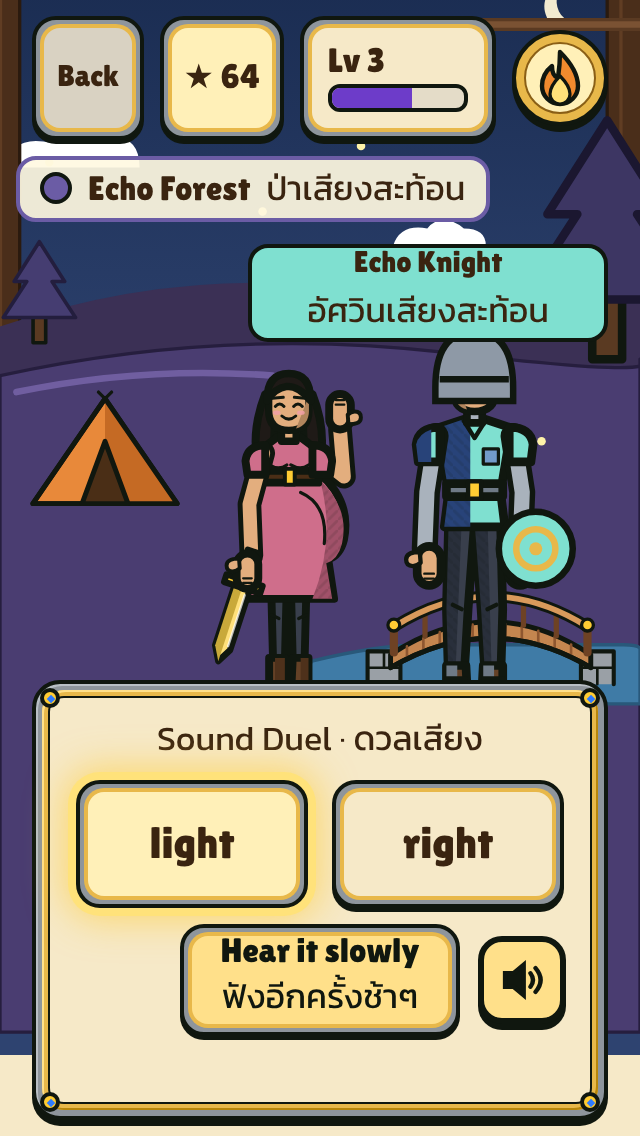 Back
★ 64
Lv 3
Echo Forest ป่าเสียงสะท้อน
Echo Knight
อัศวินเสียงสะท้อน
Sound Duel · ดวลเสียง
light
right
Hear it slowly
ฟังอีกครั้งช้าๆ